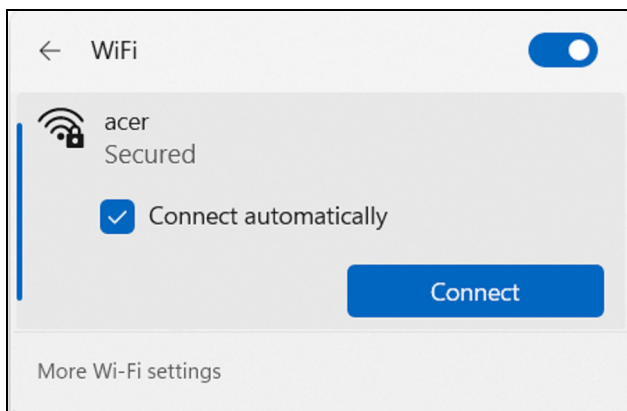 WiFi
acer
Secured
Connect automatically
Connect
More Wi-Fi settings